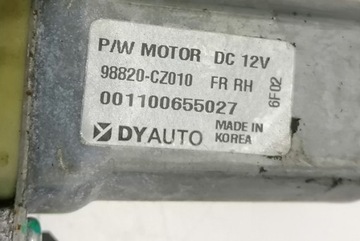 P/W MOTOR DC 12V
98820-CZ010 FR RH
001100655027
6F02
DYAUTO MADE IN
KOREA